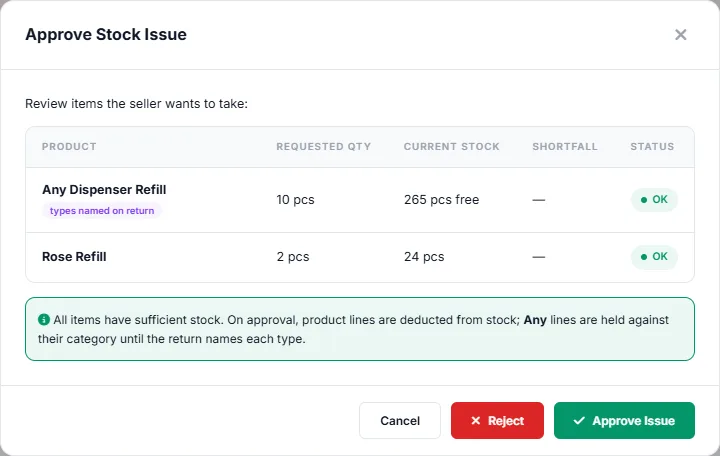 Approve Stock Issue
Review items the seller wants to take:
PRODUCT REQUESTED QTY CURRENT STOCK SHORTFALL STATUS
Any Dispenser Refill
types named on return
10 pcs 265 pcs free — OK
Rose Refill 2 pcs 24 pcs — OK
All items have sufficient stock. On approval, product lines are deducted from stock; Any lines are held against
their category until the return names each type.
Cancel Reject Approve Issue